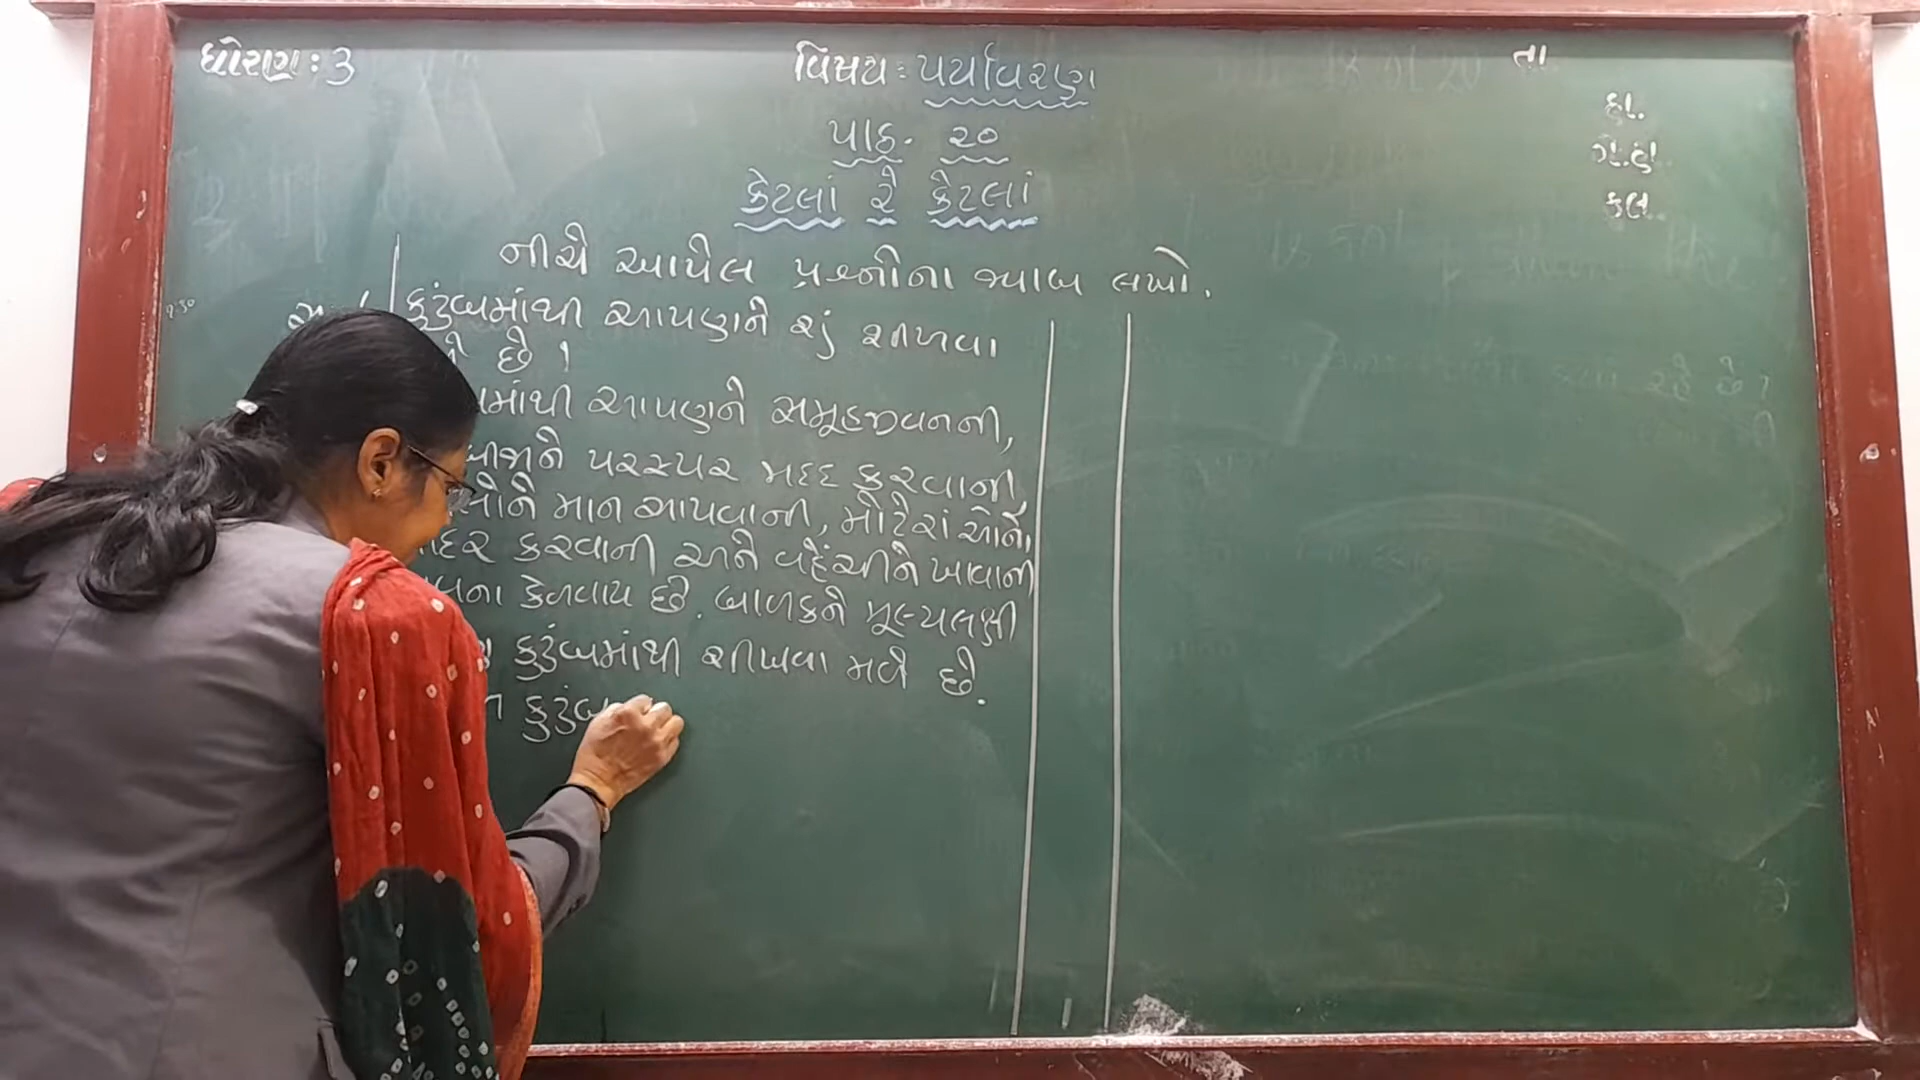 ધોરણ : 3
વિષય : પર્યાવરણ
તા.
પાઠ. ૨૦
હા.
ગે.હા.
કેટલાં રે કેટલાં
કુલ.
નીચે આપેલ પ્રશ્નોના જવાબ લખો.
કુટુંબમાંથી આપણને શું શીખવા
છે ?
માંથી આપણને સમૂહજીવનની,
પરસ્પર મદદ કરવાની,
માન આપવાની, મોટેરાંઓનો
કરવાની અને વહેંચીને ખાવાની
કેળવાય છે. બાળકને મૂલ્યલક્ષી
કુટુંબમાંથી શીખવા મળે છે.
કુટુંબ